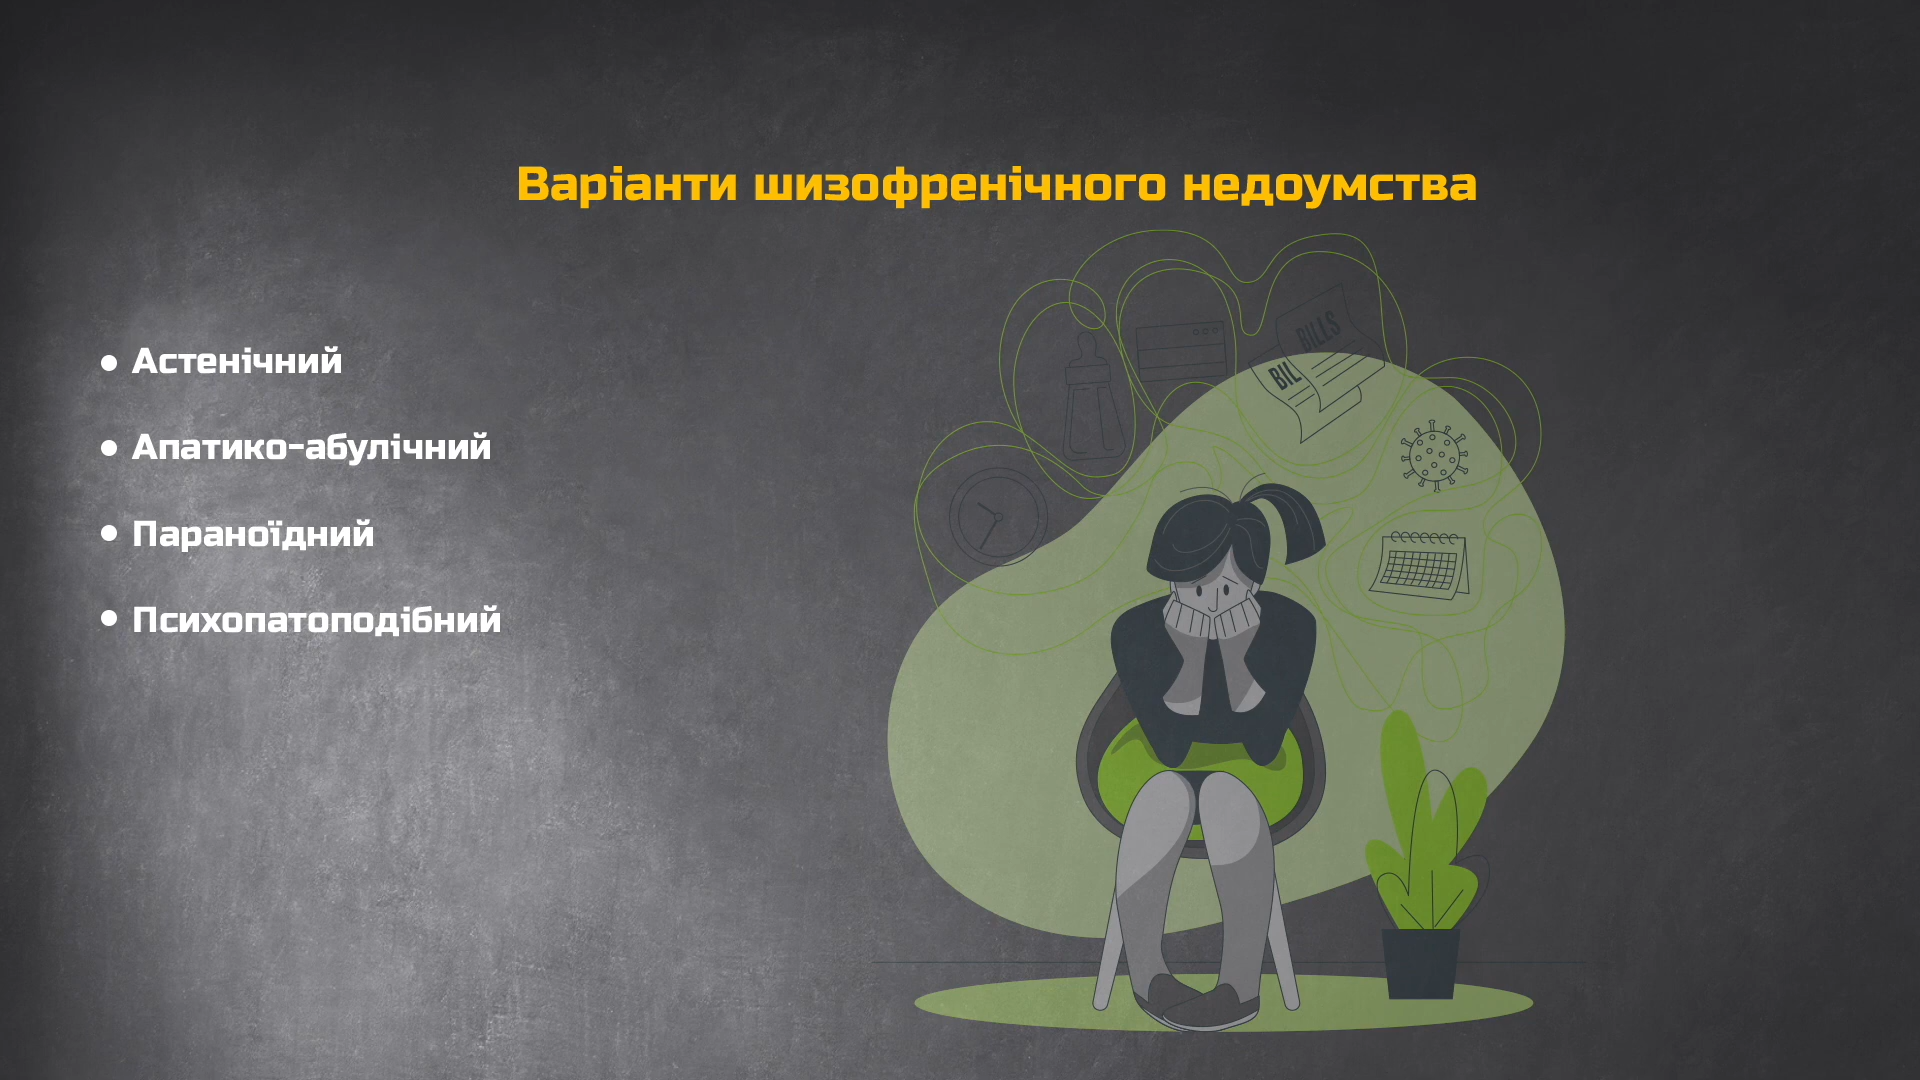 Варіанти шизофренічного недоумства
BILLS
BIL
• Астенічний
• Апатико-абулічний
• Параноїдний
• Психопатоподібний